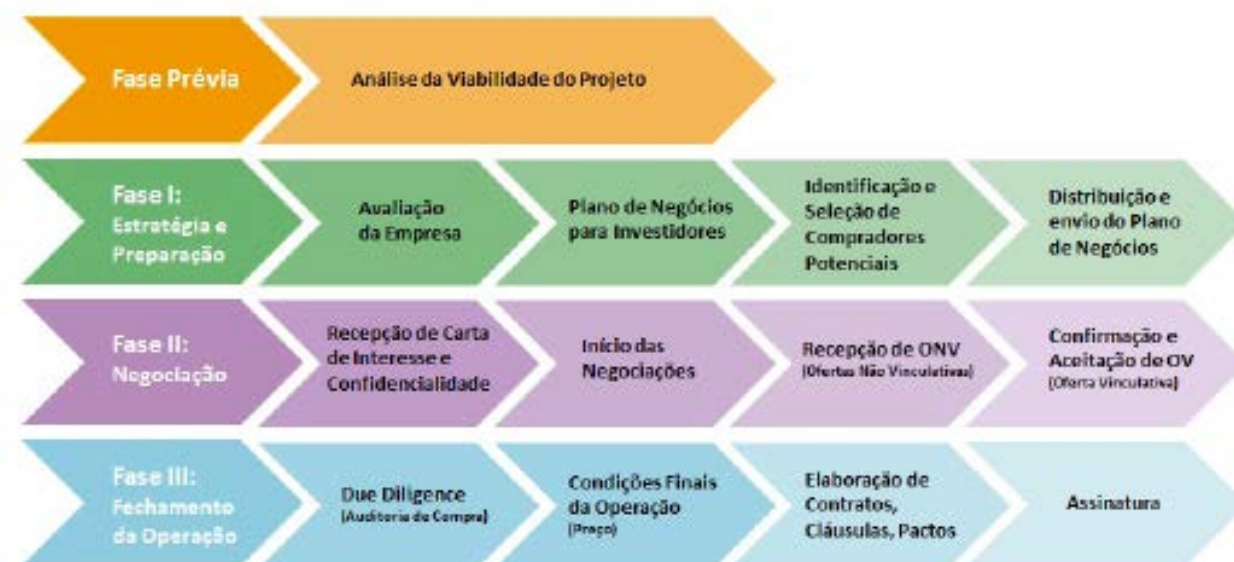 Fase Prévia
Análise da Viabilidade do Projeto
Fase I:
Estratégia e
Preparação
Avaliação
da Empresa
Plano de Negócios
para Investidores
Identificação e
Seleção de
Compradores
Potenciais
Distribuição e
envio do Plano
de Negócios
Fase II:
Negociação
Recepção de Carta
de Interesse e
Confidencialidade
Início das
Negociações
Recepção de ONV
(Ofertas Não Vinculativas)
Confirmação e
Aceitação de OV
(Oferta Vinculativa)
Fase III:
Fechamento
da Operação
Due Diligence
(Auditoria de Compra)
Condições Finais
da Operação
(Preço)
Elaboração de
Contratos,
Cláusulas, Pactos
Assinatura